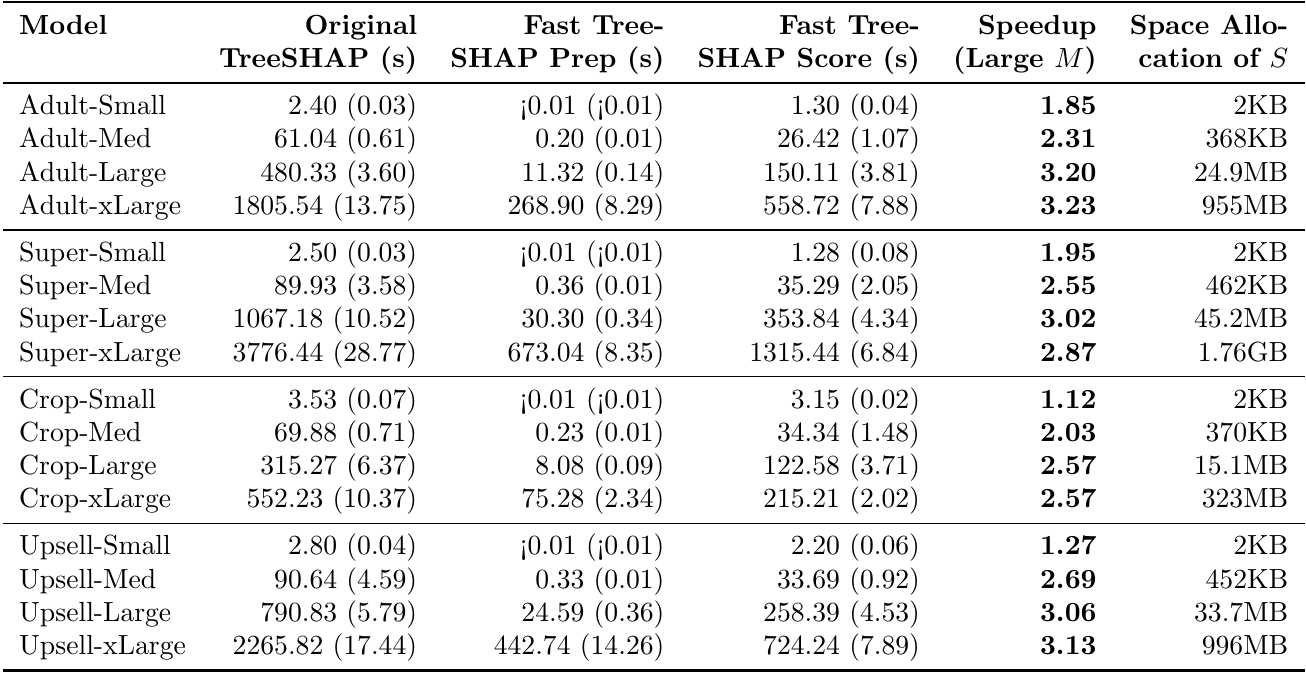 Model Original Fast Tree- Fast Tree- Speedup Space Allo-
TreeSHAP (s) SHAP Prep (s) SHAP Score (s) (Large M) cation of S
Adult-Small 2.40 (0.03) ¡0.01 (¡0.01) 1.30 (0.04) 1.85 2KB
Adult-Med 61.04 (0.61) 0.20 (0.01) 26.42 (1.07) 2.31 368KB
Adult-Large 480.33 (3.60) 11.32 (0.14) 150.11 (3.81) 3.20 24.9MB
Adult-xLarge 1805.54 (13.75) 268.90 (8.29) 558.72 (7.88) 3.23 955MB
Super-Small 2.50 (0.03) ¡0.01 (¡0.01) 1.28 (0.08) 1.95 2KB
Super-Med 89.93 (3.58) 0.36 (0.01) 35.29 (2.05) 2.55 462KB
Super-Large 1067.18 (10.52) 30.30 (0.34) 353.84 (4.34) 3.02 45.2MB
Super-xLarge 3776.44 (28.77) 673.04 (8.35) 1315.44 (6.84) 2.87 1.76GB
Crop-Small 3.53 (0.07) ¡0.01 (¡0.01) 3.15 (0.02) 1.12 2KB
Crop-Med 69.88 (0.71) 0.23 (0.01) 34.34 (1.48) 2.03 370KB
Crop-Large 315.27 (6.37) 8.08 (0.09) 122.58 (3.71) 2.57 15.1MB
Crop-xLarge 552.23 (10.37) 75.28 (2.34) 215.21 (2.02) 2.57 323MB
Upsell-Small 2.80 (0.04) ¡0.01 (¡0.01) 2.20 (0.06) 1.27 2KB
Upsell-Med 90.64 (4.59) 0.33 (0.01) 33.69 (0.92) 2.69 452KB
Upsell-Large 790.83 (5.79) 24.59 (0.36) 258.39 (4.53) 3.06 33.7MB
Upsell-xLarge 2265.82 (17.44) 442.74 (14.26) 724.24 (7.89) 3.13 996MB